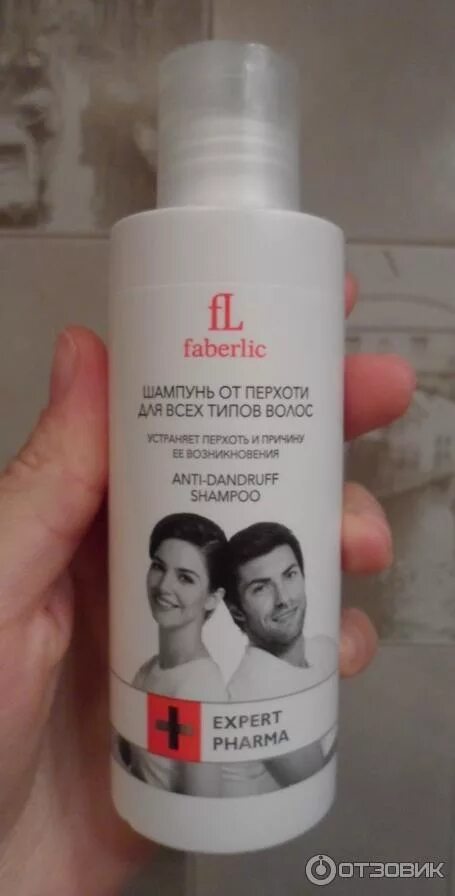 fL
faberlic
ШАМПУНЬ ОТ ПЕРХОТИ
ДЛЯ ВСЕХ ТИПОВ ВОЛОС
УСТРАНЯЕТ ПЕРХОТЬ И ПРИЧИНУ
ЕЕ ВОЗНИКНОВЕНИЯ
ANTI-DANDRUFF
SHAMPOO
EXPERT
PHARMA
ОТЗОВИК